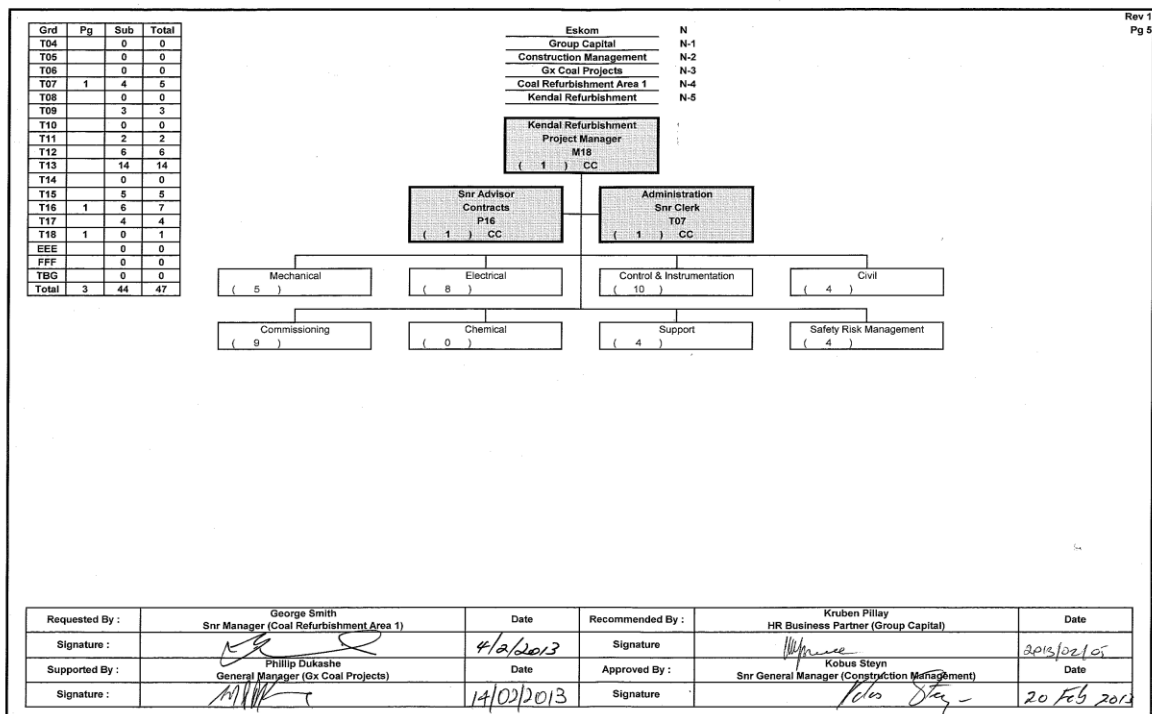 Rev 1
Pg 5
Grd Pg Sub Total
T04 0 0
T05 0 0
T06 0 0
T07 1 4 5
T08 0 0
T09 3 3
T10 0 0
T11 2 2
T12 6 6
T13 14 14
T14 0 0
T15 5 5
T16 1 6 7
T17 4 4
T18 1 0 1
EEE 0 0
FFF 0 0
TBG 0 0
Total 3 44 47
Eskom N
Group Capital N-1
Construction Management N-2
Gx Coal Projects N-3
Coal Refurbishment Area 1 N-4
Kendal Refurbishment N-5
Kendal Refurbishment
Project Manager
M18
( 1 ) CC
Snr Advisor
Contracts
P16
( 1 ) CC
Administration
Snr Clerk
T07
( 1 ) CC
Mechanical
( 5 )
Electrical
( 8 )
Control & Instrumentation
( 10 )
Civil
( 4 )
Commissioning
( 9 )
Chemical
( 0 )
Support
( 4 )
Safety Risk Management
( 4 )
Requested By : George Smith Date Recommended By : Kruben Pillay Date
Snr Manager (Coal Refurbishment Area 1) HR Business Partner (Group Capital)
Signature : 4/2/2013 Signature 2013/02/05
Supported By : Phillip Dukashe Date Approved By : Kobus Steyn Date
General Manager (Gx Coal Projects) Snr General Manager (Construction Management)
Signature : 14/02/2013 Signature 20 Feb 2013